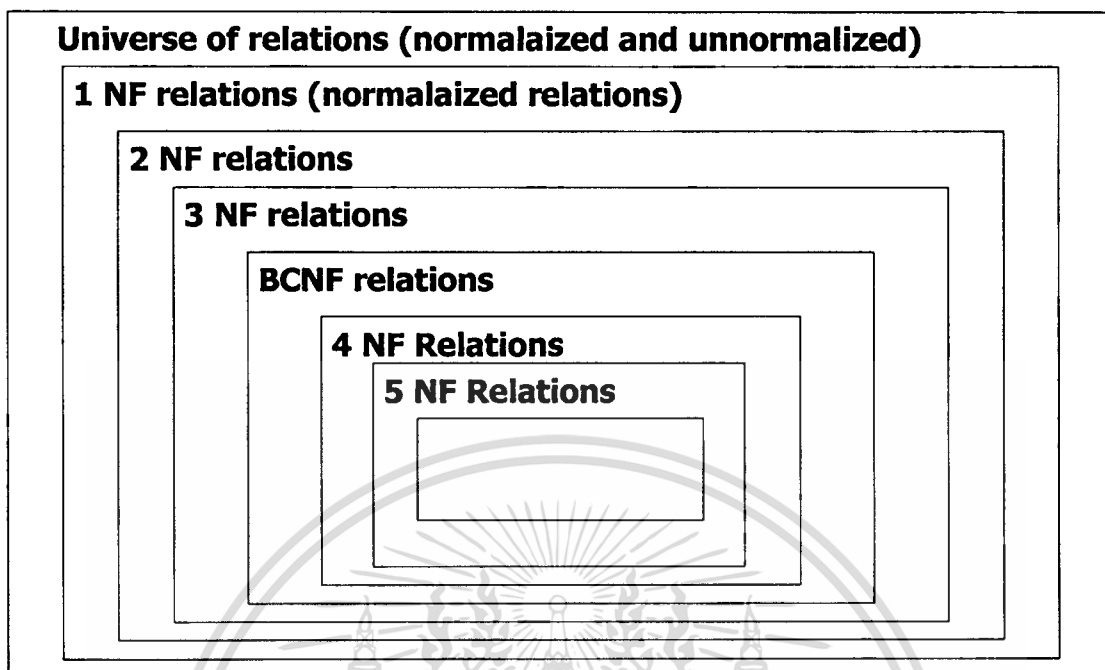 Universe of relations (normalaized and unnormalized)
1 NF relations (normalaized relations)
2 NF relations
3 NF relations
BCNF relations
4 NF Relations
5 NF Relations